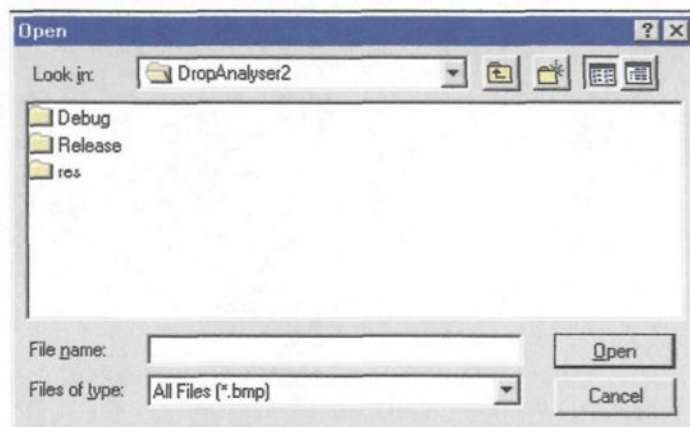 Open
Look in: DropAnalyser2
Debug
Release
res
File name: Open
Files of type: All Files (*.bmp) Cancel